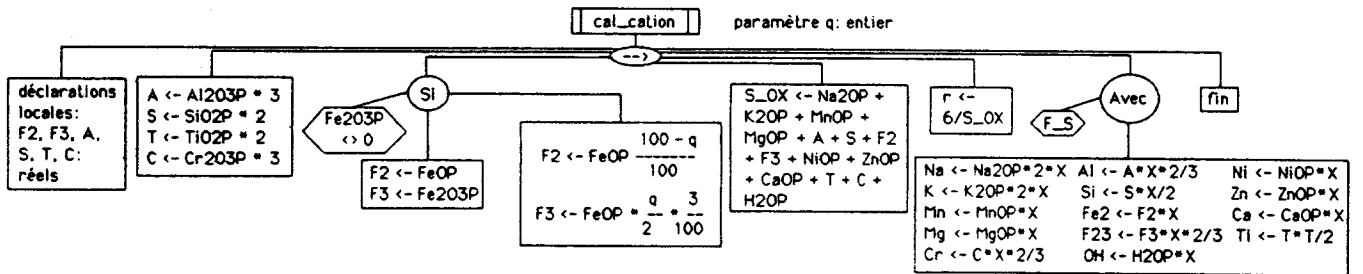 cal_cation
paramètre q: entier
-->
déclarations
locales:
F2, F3, A,
S, T, C:
réels
A <- Al2O3P * 3
S <- SiO2P * 2
T <- TiO2P * 2
C <- Cr2O3P * 3
Si
Fe2O3P
<> 0
F2 <- FeOP
F3 <- Fe2O3P
F2 <- FeOP 100 - q / 100
F3 <- FeOP * q / 2 * 3 / 100
S_OX <- Na2OP +
K2OP + MnOP +
MgOP + A + S + F2
+ F3 + NiOP + ZnOP
+ CaOP + T + C +
H2OP
r <-
6/S_OX
Avec
F_S
Na <- Na2OP*2*X Al <- A*X*2/3 Ni <- NiOP*X
K <- K2OP*2*X Si <- S*X/2 Zn <- ZnOP*X
Mn <- MnOP*X Fe2 <- F2*X Ca <- CaOP*X
Mg <- MgOP*X F23 <- F3*X*2/3 Ti <- T*T/2
Cr <- C*X*2/3 OH <- H2OP*X
fin